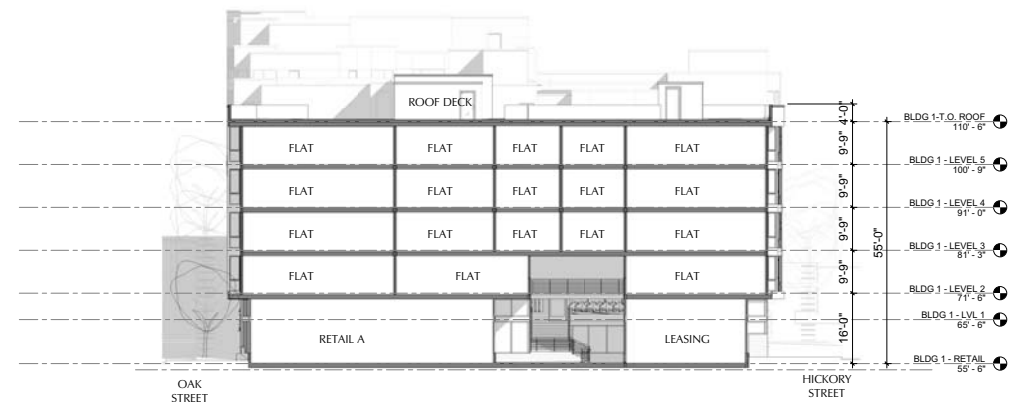 ROOF DECK
4'-0"
BLDG 1-T.O. ROOF
110' - 6"
FLAT FLAT FLAT FLAT FLAT
9'-9"
BLDG 1 - LEVEL 5
100' - 9"
FLAT FLAT FLAT FLAT FLAT
9'-9"
BLDG 1 - LEVEL 4
91' - 0"
FLAT FLAT FLAT FLAT FLAT
9'-9"
55'-0"
BLDG 1 - LEVEL 3
81' - 3"
FLAT FLAT FLAT
9'-9"
BLDG 1 - LEVEL 2
71' - 6"
BLDG 1 - LVL 1
65' - 6"
16'-0"
RETAIL A
LEASING
BLDG 1 - RETAIL
55' - 6"
OAK
STREET
HICKORY
STREET